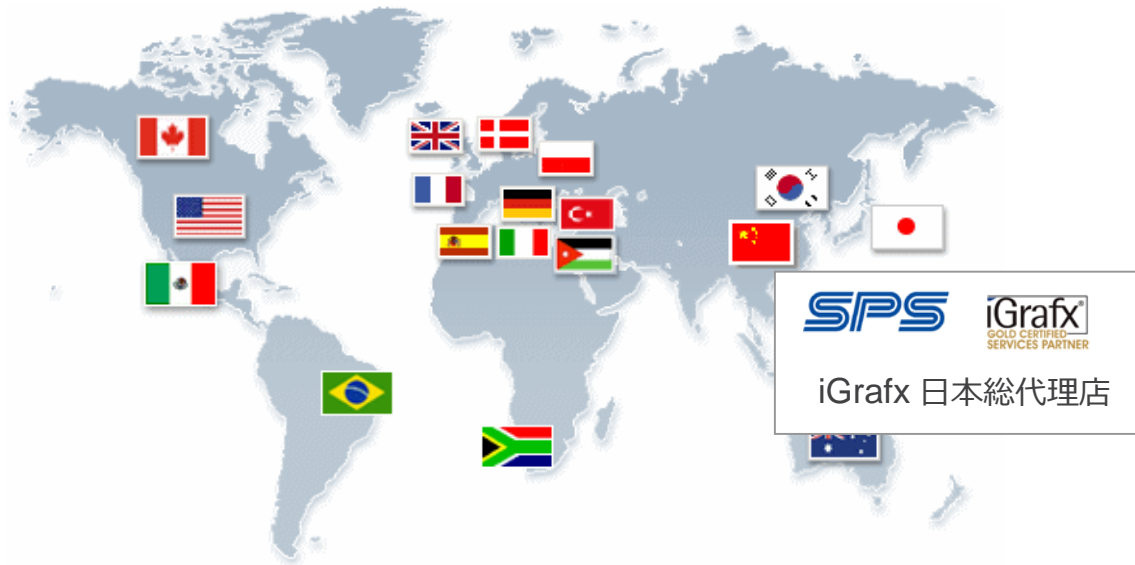 SPS
iGrafx®
GOLD CERTIFIED
SERVICES PARTNER
iGrafx 日本総代理店